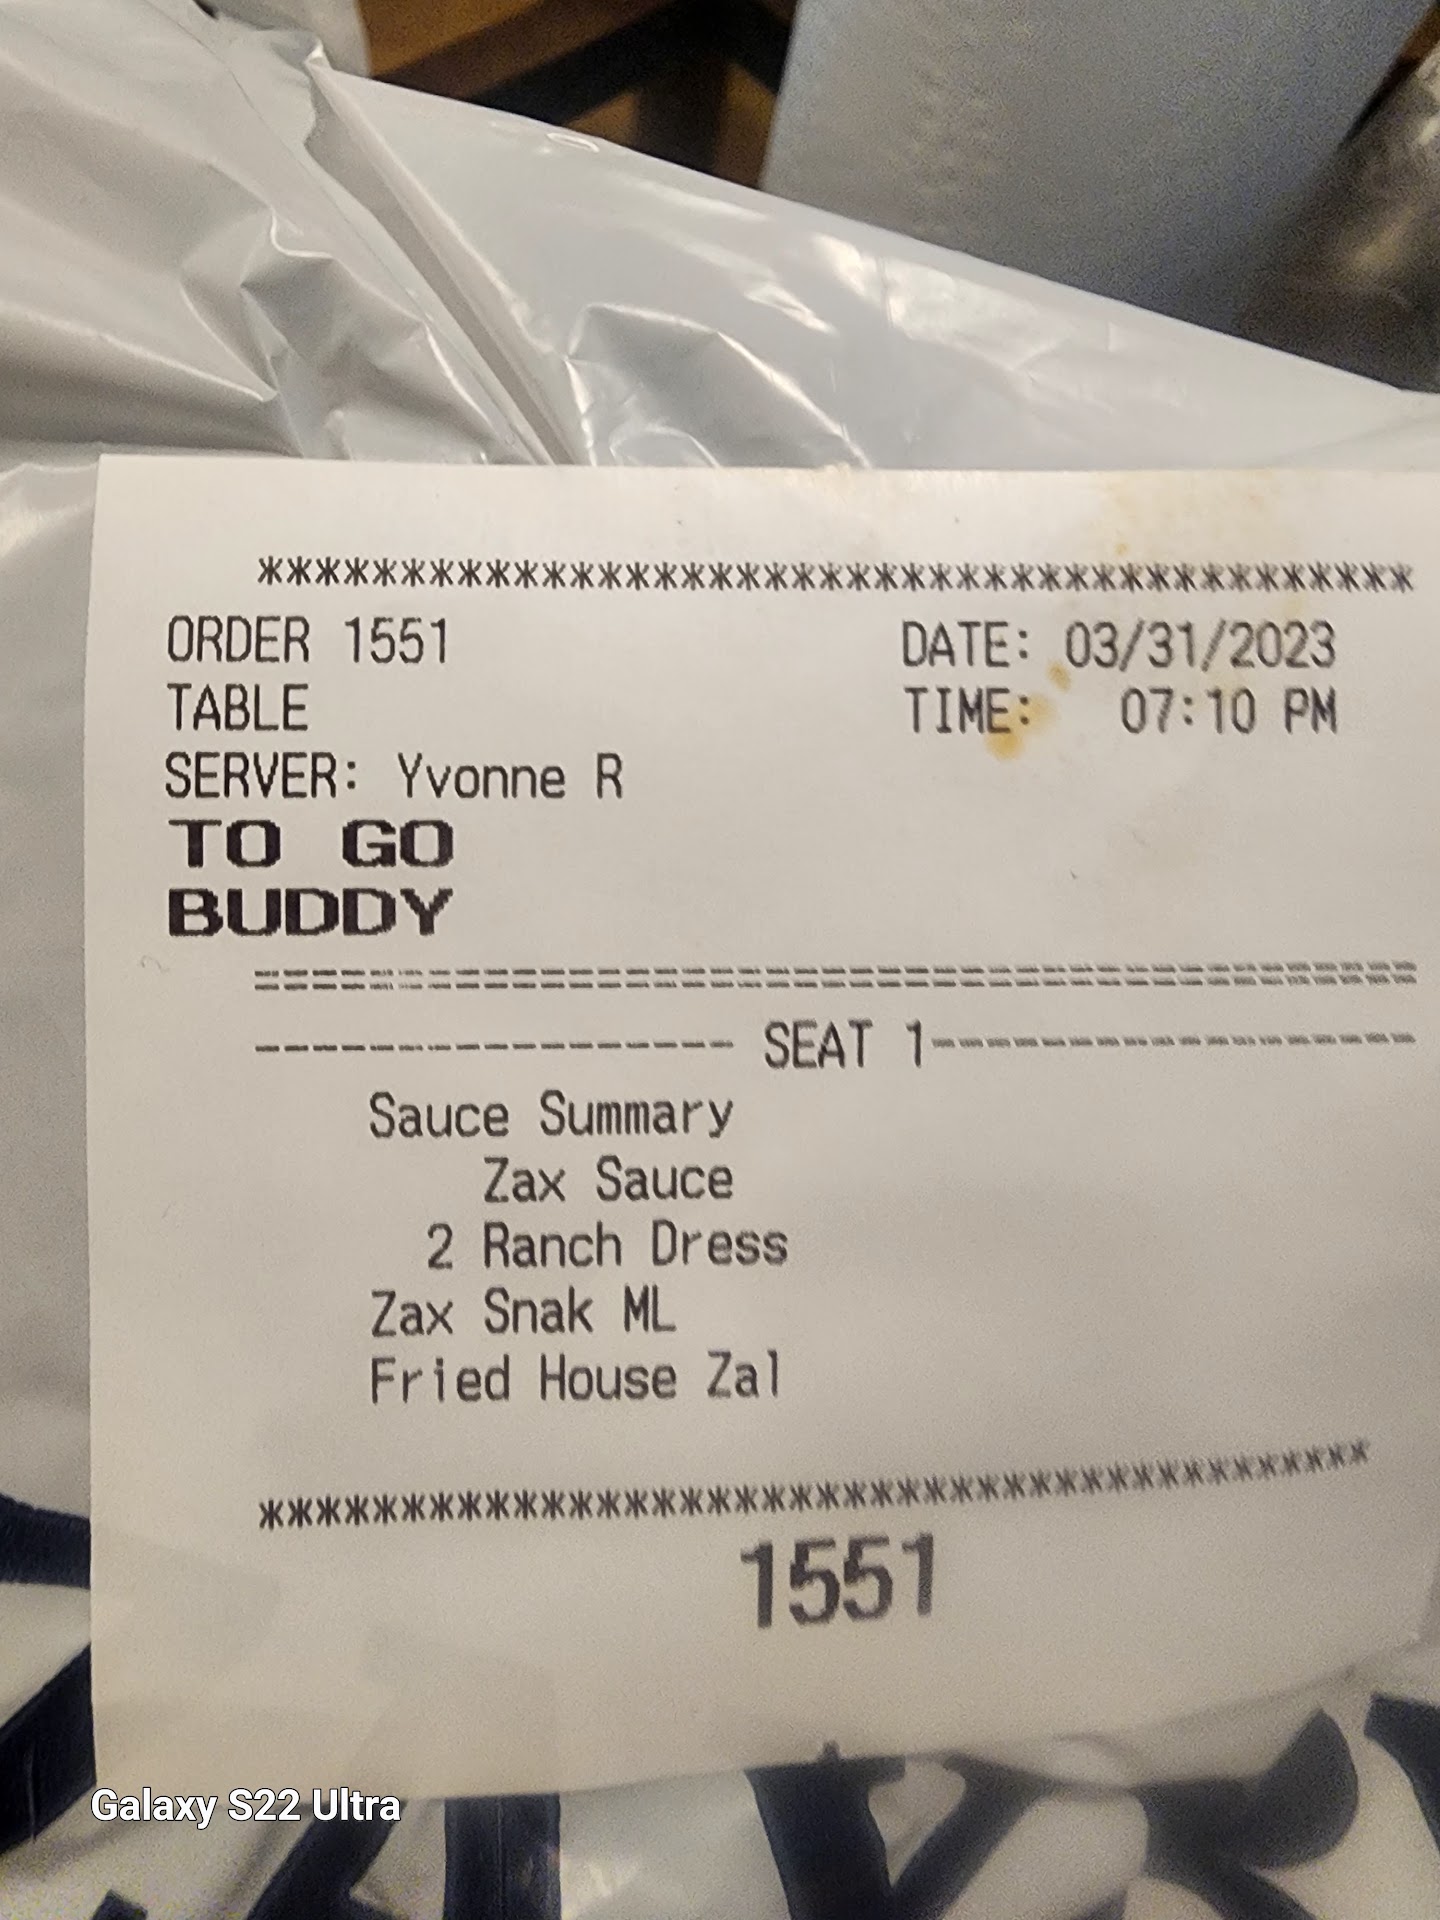 ****************************************
ORDER 1551 DATE: 03/31/2023
TABLE TIME: 07:10 PM
SERVER: Yvonne R
TO GO
BUDDY
=========================================
----------------- SEAT 1-----------------
Sauce Summary
Zax Sauce
2 Ranch Dress
Zax Snak ML
Fried House Zal
****************************************
1551
Galaxy S22 Ultra